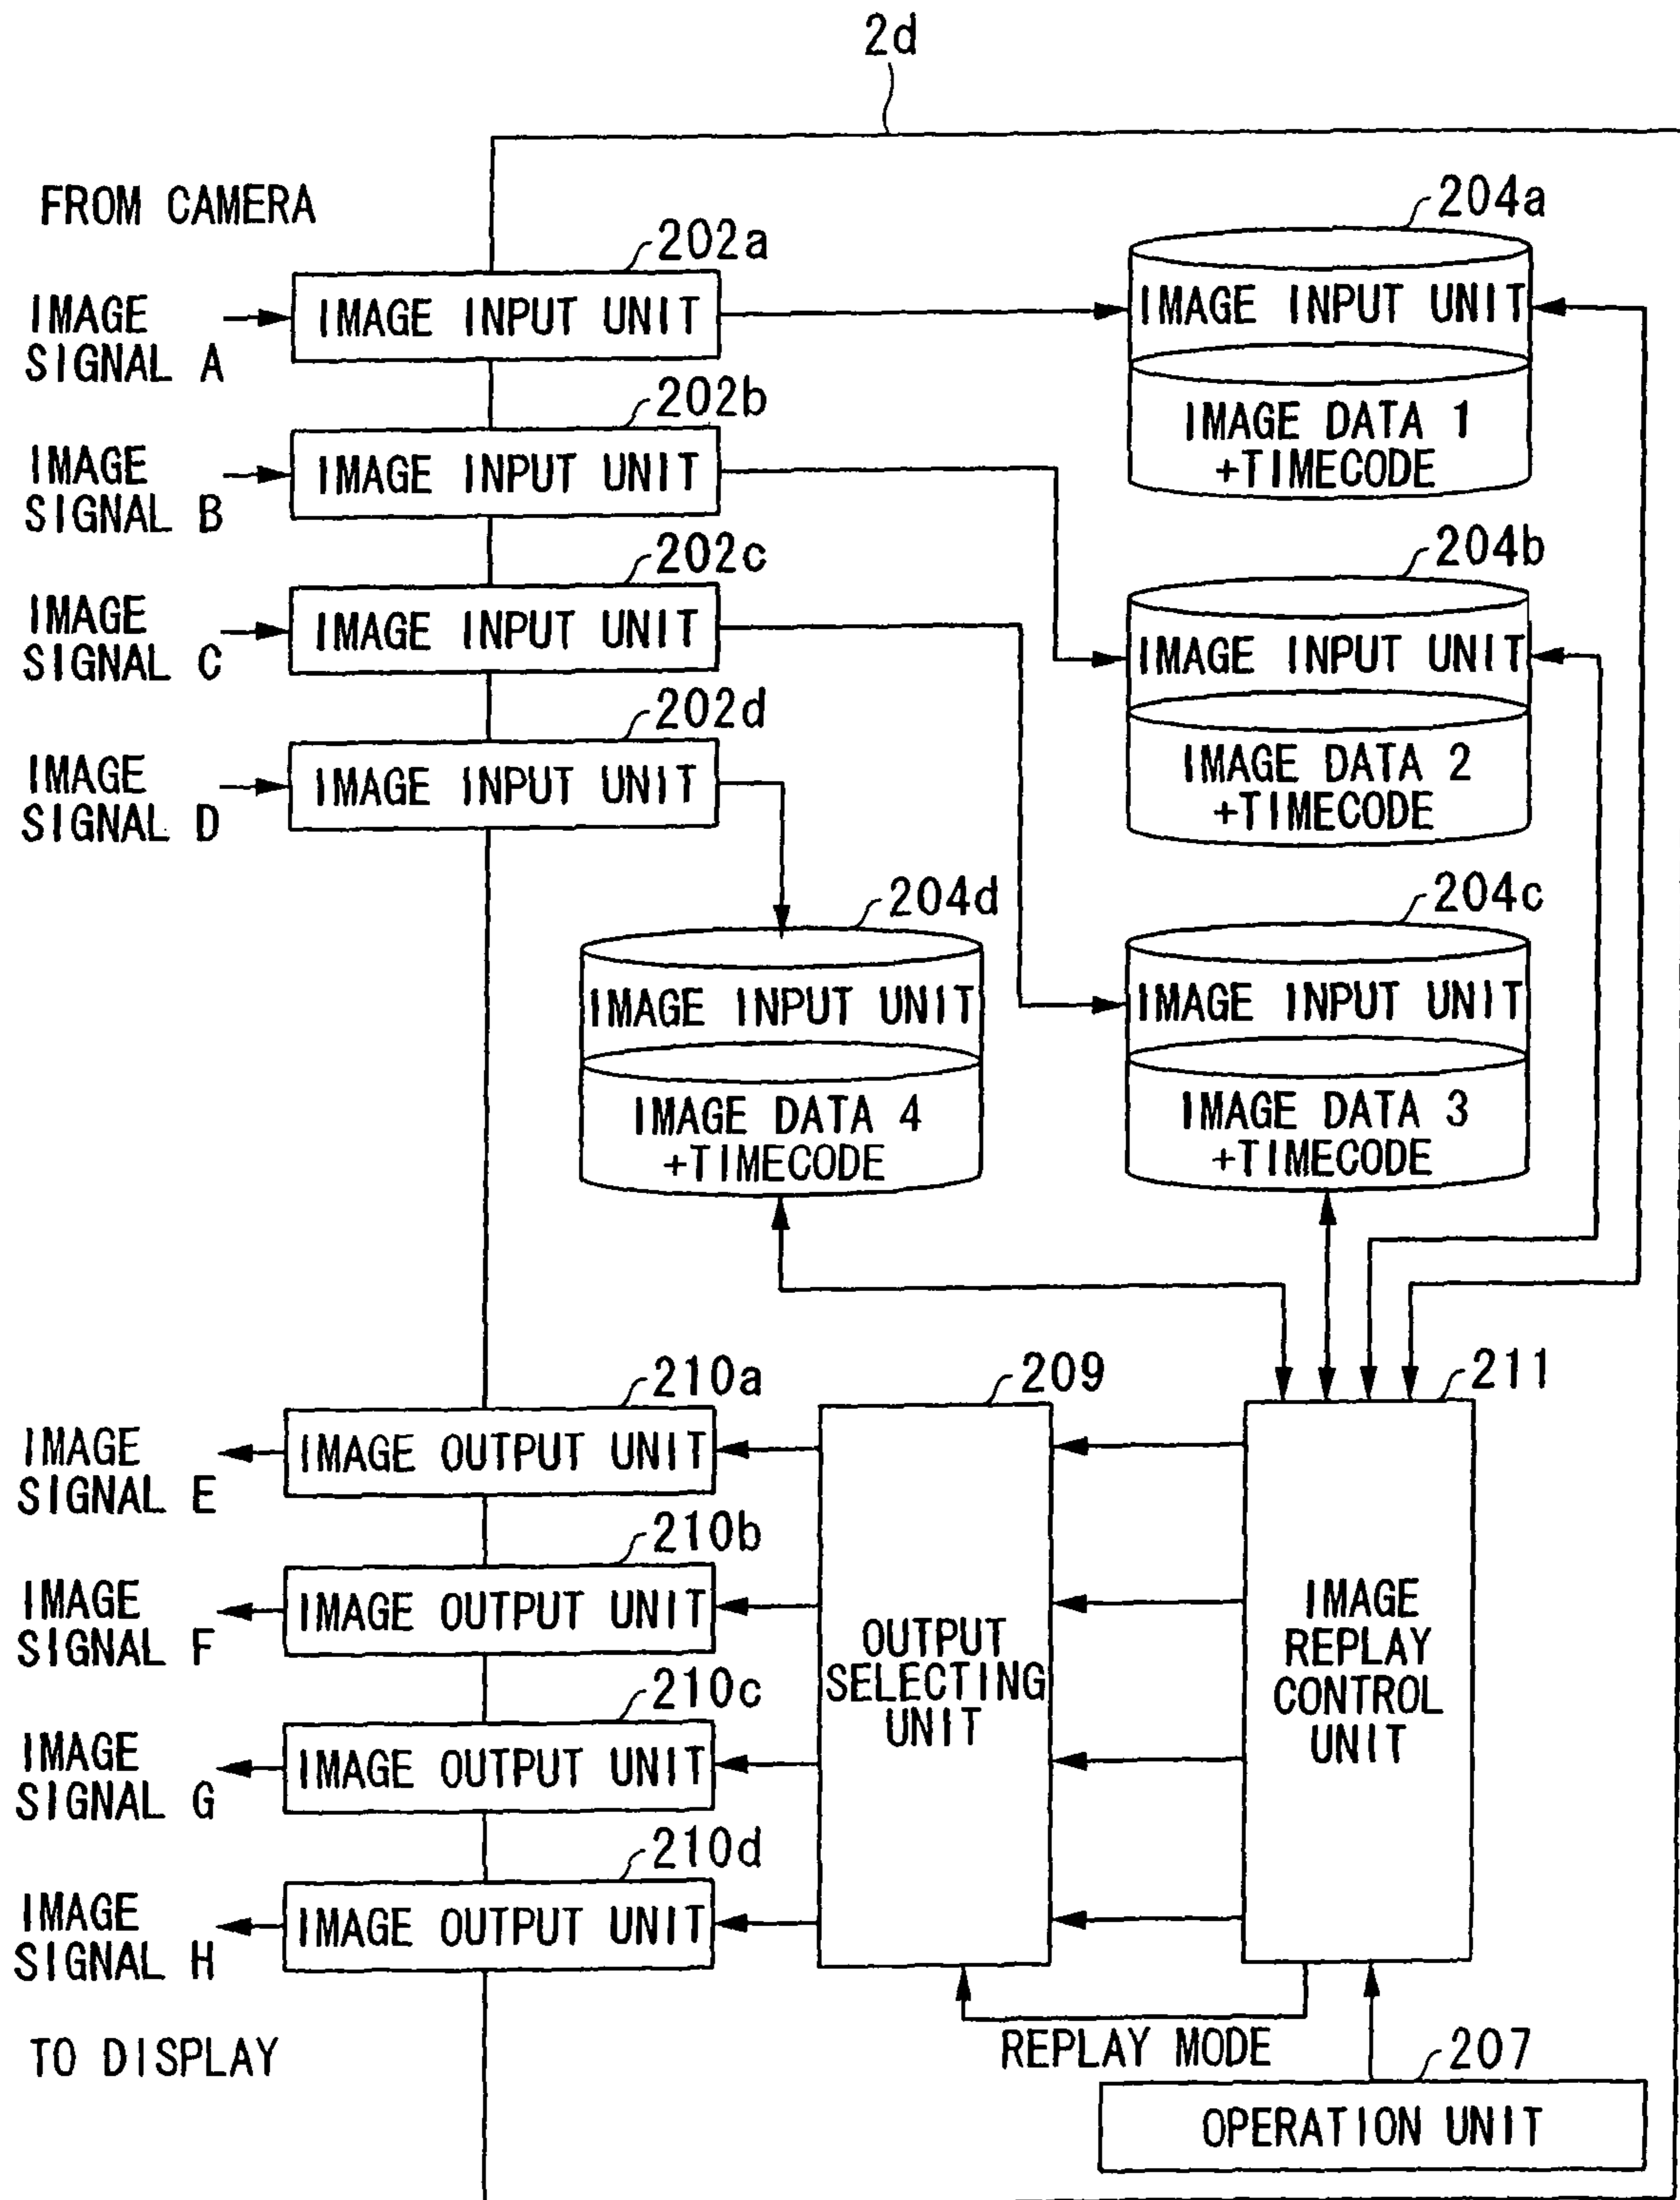 2d
FROM CAMERA
204a
202a
IMAGE
SIGNAL A
IMAGE INPUT UNIT
IMAGE INPUT UNIT
IMAGE DATA 1
+TIMECODE
202b
IMAGE
SIGNAL B
IMAGE INPUT UNIT
202c
204b
IMAGE
SIGNAL C
IMAGE INPUT UNIT
IMAGE INPUT UNIT
IMAGE DATA 2
+TIMECODE
202d
IMAGE
SIGNAL D
IMAGE INPUT UNIT
204d
IMAGE INPUT UNIT
IMAGE DATA 4
+TIMECODE
204c
IMAGE INPUT UNIT
IMAGE DATA 3
+TIMECODE
210a
209
211
IMAGE
SIGNAL E
IMAGE OUTPUT UNIT
210b
IMAGE
SIGNAL F
IMAGE OUTPUT UNIT
OUTPUT
SELECTING
UNIT
IMAGE
REPLAY
CONTROL
UNIT
210c
IMAGE
SIGNAL G
IMAGE OUTPUT UNIT
210d
IMAGE
SIGNAL H
IMAGE OUTPUT UNIT
TO DISPLAY
REPLAY MODE
207
OPERATION UNIT